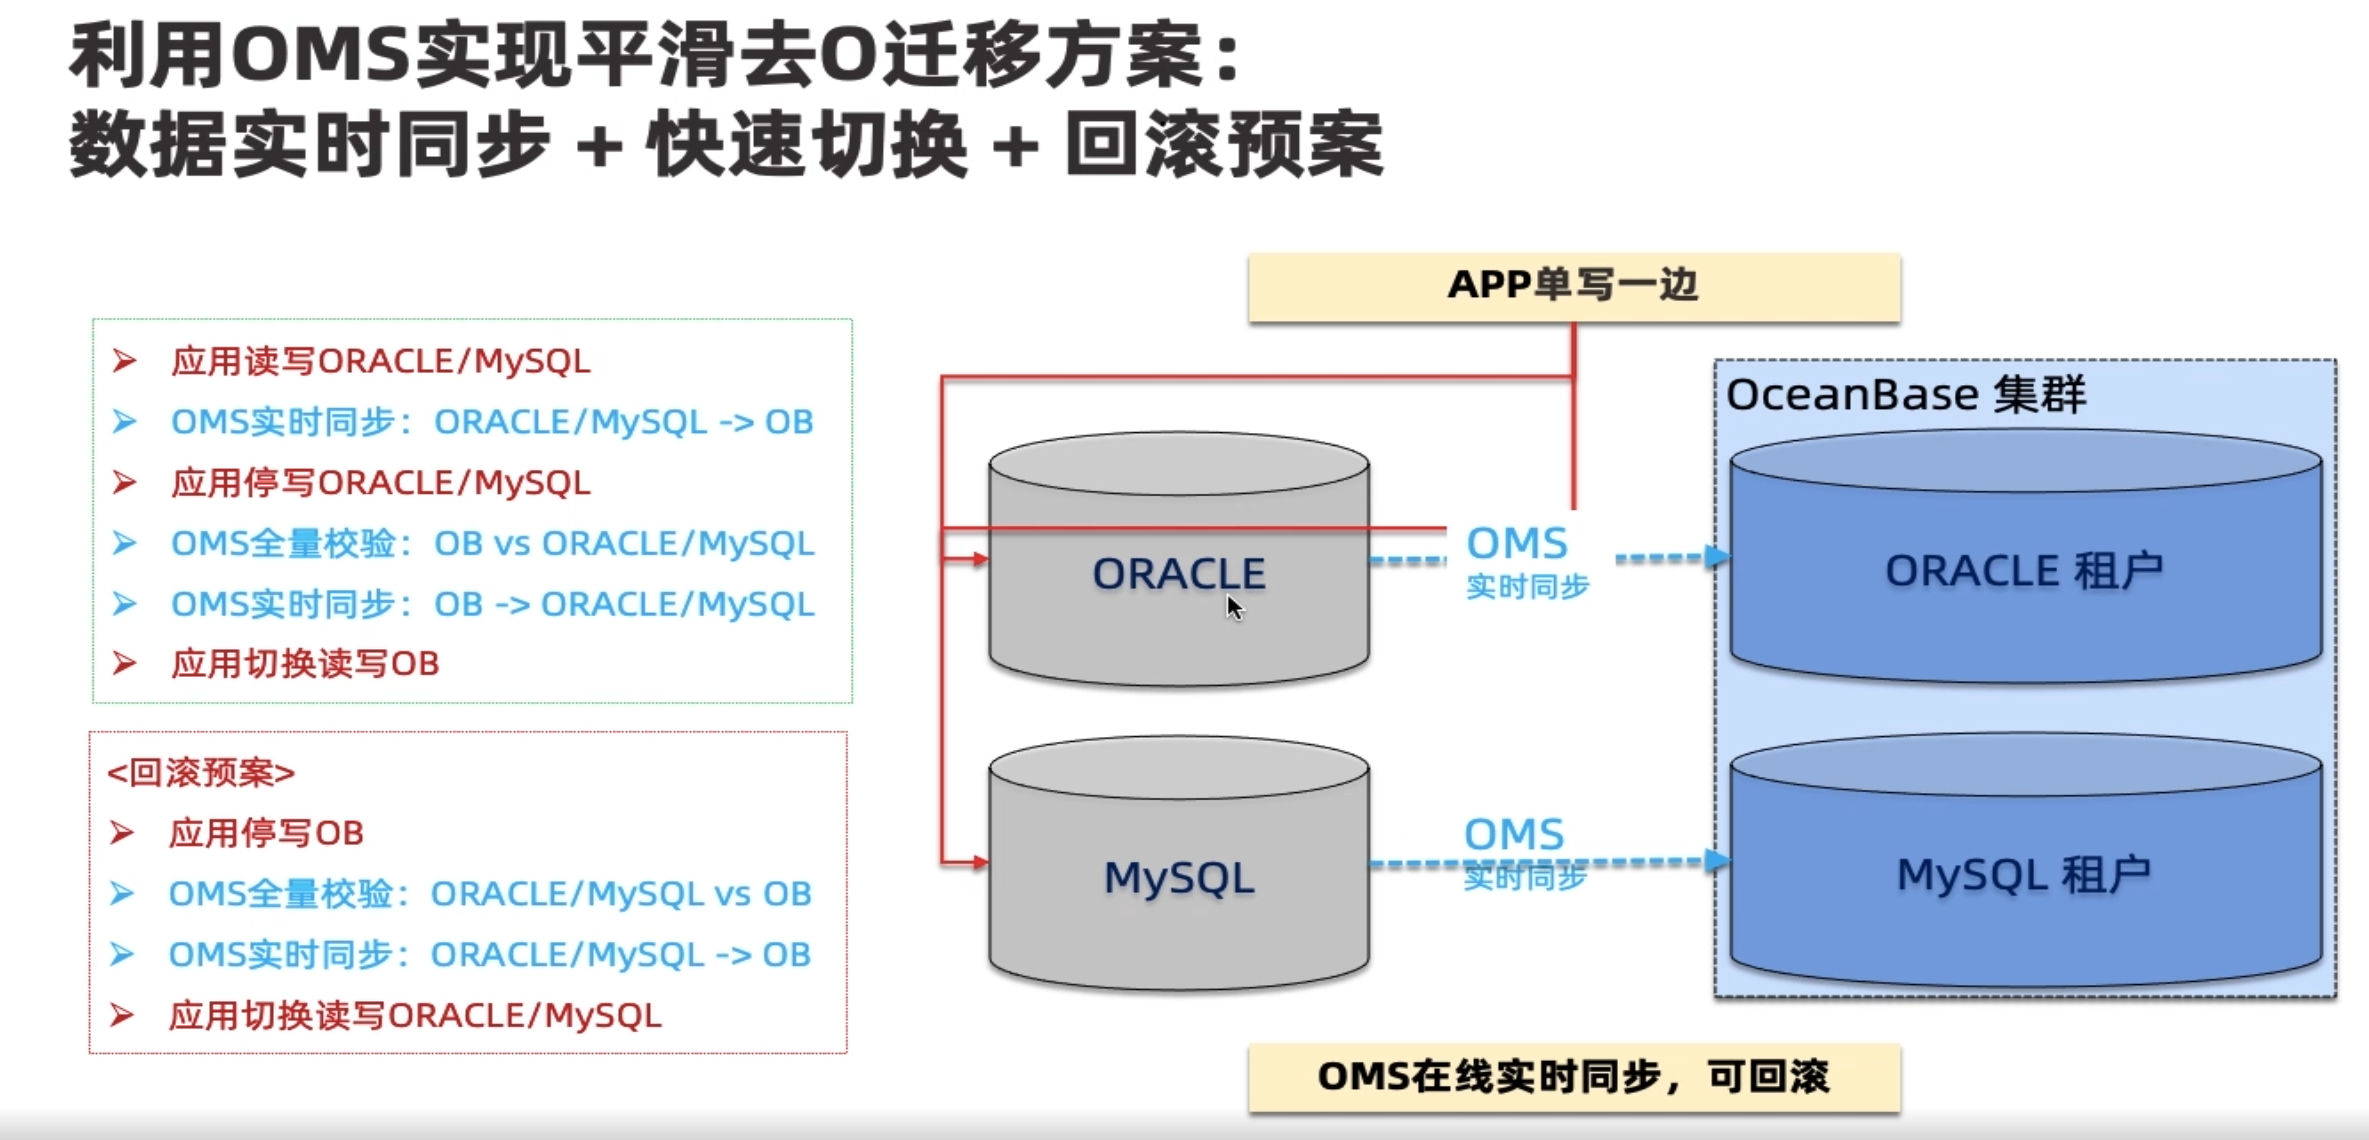 利用OMS实现平滑去O迁移方案：
数据实时同步 + 快速切换 + 回滚预案
➢ 应用读写ORACLE/MySQL
➢ OMS实时同步：ORACLE/MySQL -> OB
➢ 应用停写ORACLE/MySQL
➢ OMS全量校验：OB vs ORACLE/MySQL
➢ OMS实时同步：OB -> ORACLE/MySQL
➢ 应用切换读写OB
<回滚预案>
➢ 应用停写OB
➢ OMS全量校验：ORACLE/MySQL vs OB
➢ OMS实时同步：ORACLE/MySQL -> OB
➢ 应用切换读写ORACLE/MySQL
APP单写一边
OceanBase 集群
ORACLE
OMS
实时同步
ORACLE 租户
MySQL
OMS
实时同步
MySQL 租户
OMS在线实时同步，可回滚